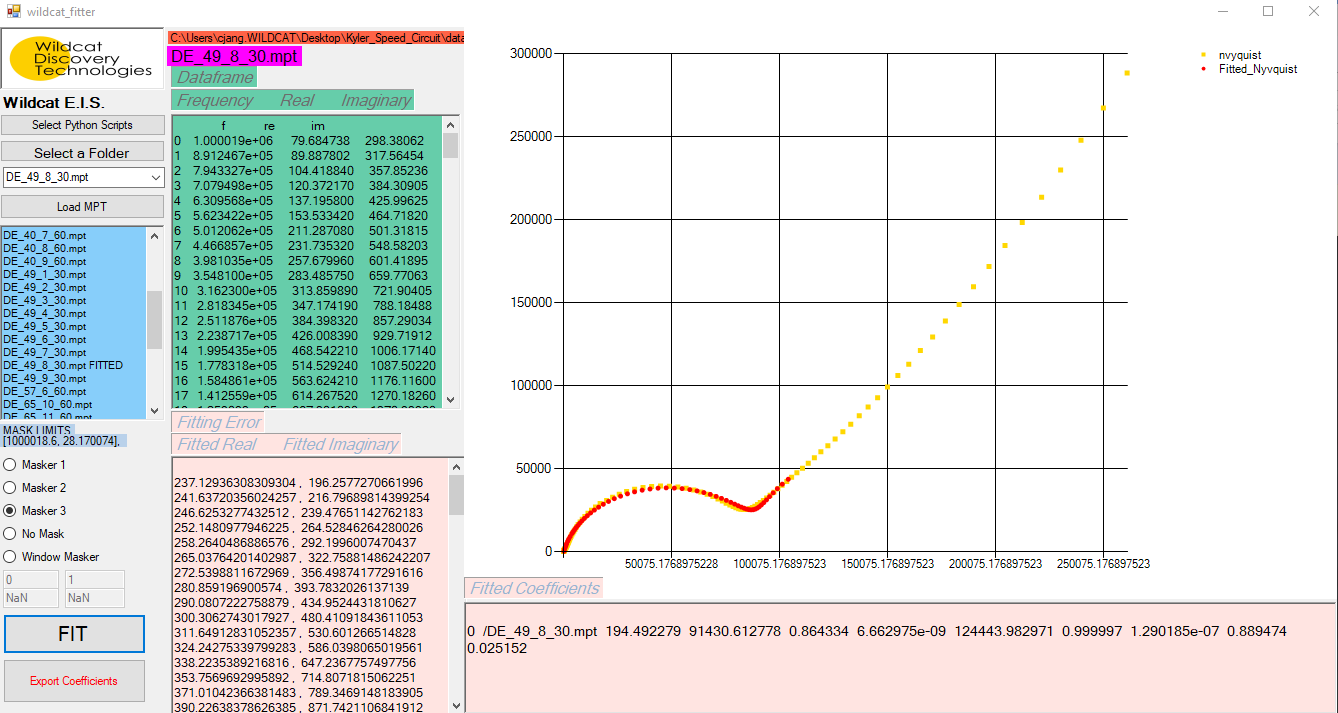 wildcat_fitter
Wildcat
Discovery
Technologies
Wildcat E.I.S.
Select Python Scripts
Select a Folder
DE_49_8_30.mpt
Load MPT
DE_40_7_60.mpt
DE_40_8_60.mpt
DE_40_9_60.mpt
DE_49_1_30.mpt
DE_49_2_30.mpt
DE_49_3_30.mpt
DE_49_4_30.mpt
DE_49_5_30.mpt
DE_49_6_30.mpt
DE_49_7_30.mpt
DE_49_8_30.mpt FITTED
DE_49_9_30.mpt
DE_57_6_60.mpt
DE_65_10_60.mpt
DE_65_11_60.mpt
MASK LIMITS
[1000018.6, 28.170074],
Masker 1
Masker 2
Masker 3
No Mask
Window Masker
0 1
NaN NaN
FIT
Export Coefficients
C:\Users\cjang.WILDCAT\Desktop\Kyler_Speed_Circuit\data
DE_49_8_30.mpt
Dataframe
Frequency Real Imaginary
f re im
0 1.000019e+06 79.684738 298.38062
1 8.912467e+05 89.887802 317.56454
2 7.943327e+05 104.418840 357.85236
3 7.079498e+05 120.372170 384.30905
4 6.309568e+05 137.195800 425.99625
5 5.623422e+05 153.533420 464.71820
6 5.012062e+05 211.287080 501.31815
7 4.466857e+05 231.735320 548.58203
8 3.981035e+05 257.679960 601.41895
9 3.548100e+05 283.485750 659.77063
10 3.162300e+05 313.859890 721.90405
11 2.818345e+05 347.174190 788.18488
12 2.511876e+05 384.398320 857.29034
13 2.238717e+05 426.008390 929.71912
14 1.995435e+05 468.542210 1006.17140
15 1.778318e+05 514.529240 1087.50220
16 1.584861e+05 563.624210 1176.11600
17 1.412559e+05 614.267520 1270.18260
Fitting Error
Fitted Real Fitted Imaginary
237.12936308309304 , 196.2577270661996
241.63720356024257 , 216.79689814399254
246.6253277432512 , 239.47651142762183
252.1480977946225 , 264.52846264280026
258.2640486886576 , 292.1996007470437
265.03764201402987 , 322.75881486242207
272.5398811672969 , 356.49874177291616
280.859196900574 , 393.7832026137139
290.0807222758879 , 434.9524431810627
300.3062743017927 , 480.41091843611053
311.64912831052357 , 530.601266514828
324.24275339799283 , 586.0398065019561
338.2235389216816 , 647.2367757497756
353.7569692995892 , 714.8071815062251
371.01042366381483 , 789.3469148183905
390.22638378626385 , 871.7421106841912
300000
250000
200000
150000
100000
50000
0
50075.1768975228
100075.176897523
150075.176897523
200075.176897523
250075.176897523
nvyquist
Fitted_Nyvquist
Fitted Coefficients
0 /DE_49_8_30.mpt 194.492279 91430.612778 0.864334 6.662975e-09 124443.982971 0.999997 1.290185e-07 0.889474
0.025152